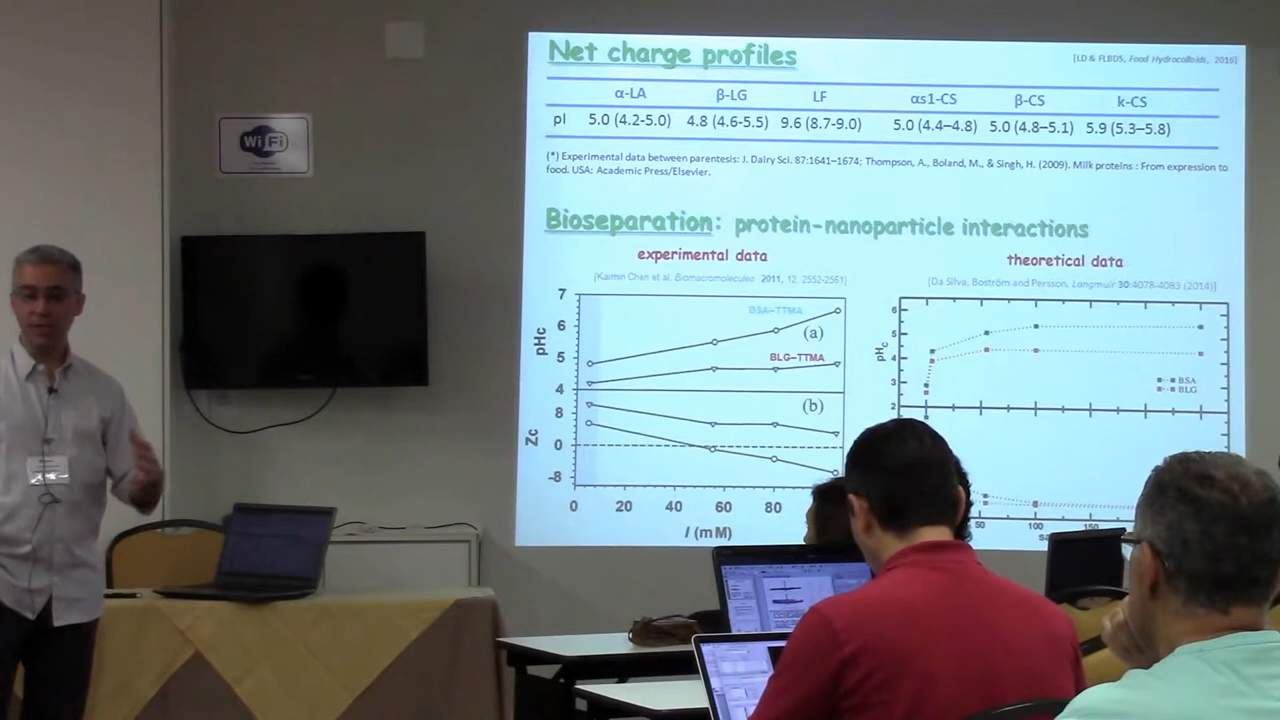 Net charge profiles
[LD & FLBDS, Food Hydrocolloids, 2016]
α-LA β-LG LF αs1-CS β-CS k-CS
pI 5.0 (4.2-5.0) 4.8 (4.6-5.5) 9.6 (8.7-9.0) 5.0 (4.4–4.8) 5.0 (4.8–5.1) 5.9 (5.3–5.8)
(*) Experimental data between parentesis: J. Dairy Sci. 87:1641–1674; Thompson, A., Boland, M., & Singh, H. (2009). Milk proteins : From expression to
food. USA: Academic Press/Elsevier.
Wi Fi
Bioseparation: protein-nanoparticle interactions
experimental data
[Kaimin Chen et al. Biomacromolecules 2011, 12, 2552-2561]
7
6
5
4
pHc
BSA–TTMA
(a)
BLG–TTMA
8
0
-8
Zc
(b)
0 20 40 60 80
I (mM)
theoretical data
[Da Silva, Boström and Persson, Langmuir 30:4078-4083 (2014)]
6
5
4
3
2
pHc
BSA
BLG
50 100 150